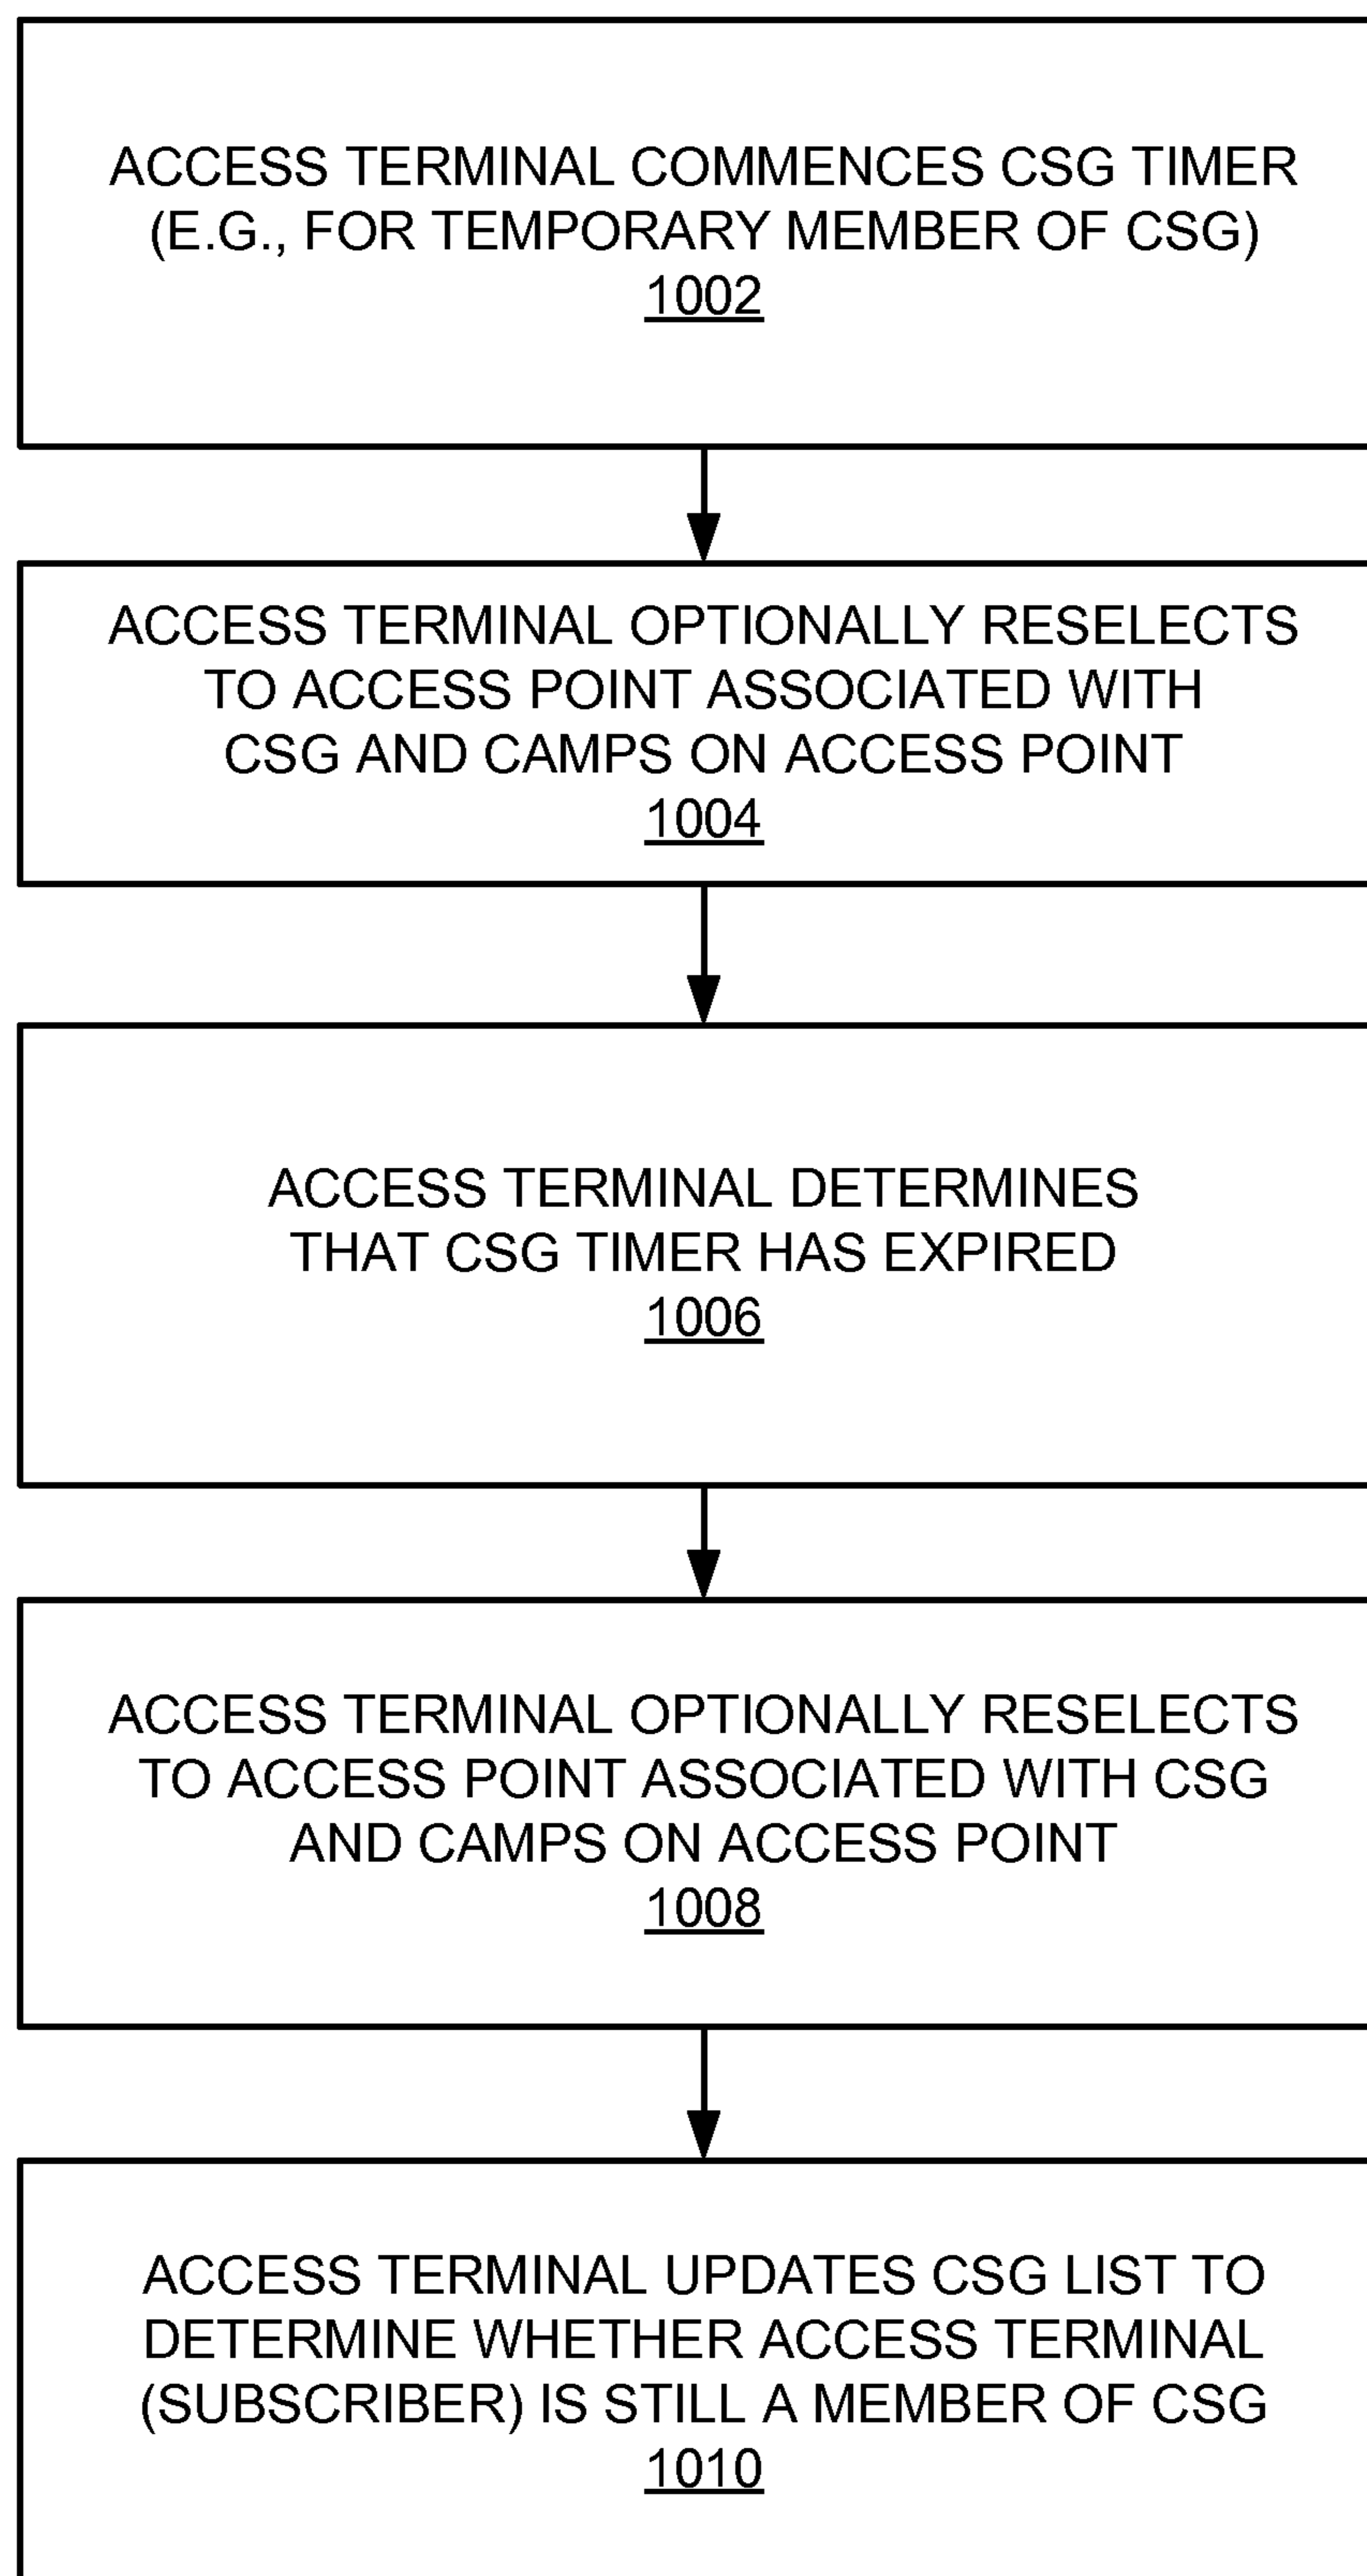 ACCESS TERMINAL COMMENCES CSG TIMER
(E.G., FOR TEMPORARY MEMBER OF CSG)
1002
ACCESS TERMINAL OPTIONALLY RESELECTS
TO ACCESS POINT ASSOCIATED WITH
CSG AND CAMPS ON ACCESS POINT
1004
ACCESS TERMINAL DETERMINES
THAT CSG TIMER HAS EXPIRED
1006
ACCESS TERMINAL OPTIONALLY RESELECTS
TO ACCESS POINT ASSOCIATED WITH CSG
AND CAMPS ON ACCESS POINT
1008
ACCESS TERMINAL UPDATES CSG LIST TO
DETERMINE WHETHER ACCESS TERMINAL
(SUBSCRIBER) IS STILL A MEMBER OF CSG
1010